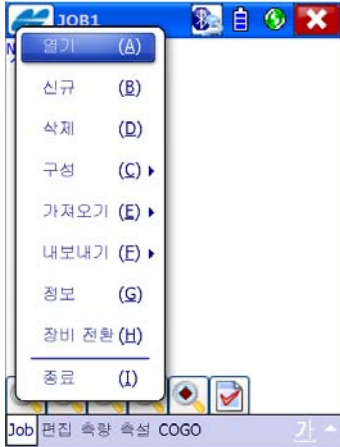 JOB1
열기 (A)
신규 (B)
삭제 (D)
구성 (C)
가져오기 (E)
내보내기 (F)
정보 (G)
장비 전환 (H)
종료 (I)
Job 편집 측량 측설 COGO 가